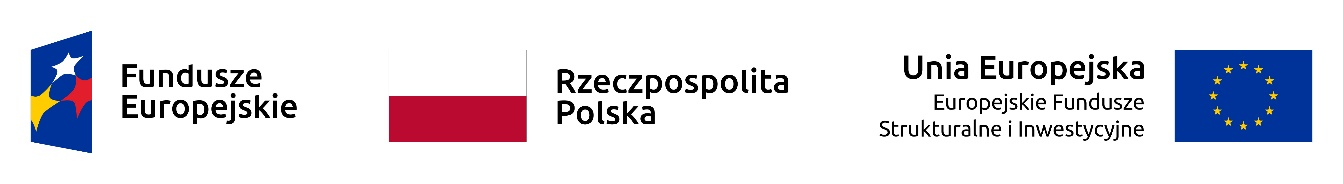 Fundusze
Europejskie
Rzeczpospolita
Polska
Unia Europejska
Europejskie Fundusze
Strukturalne i Inwestycyjne